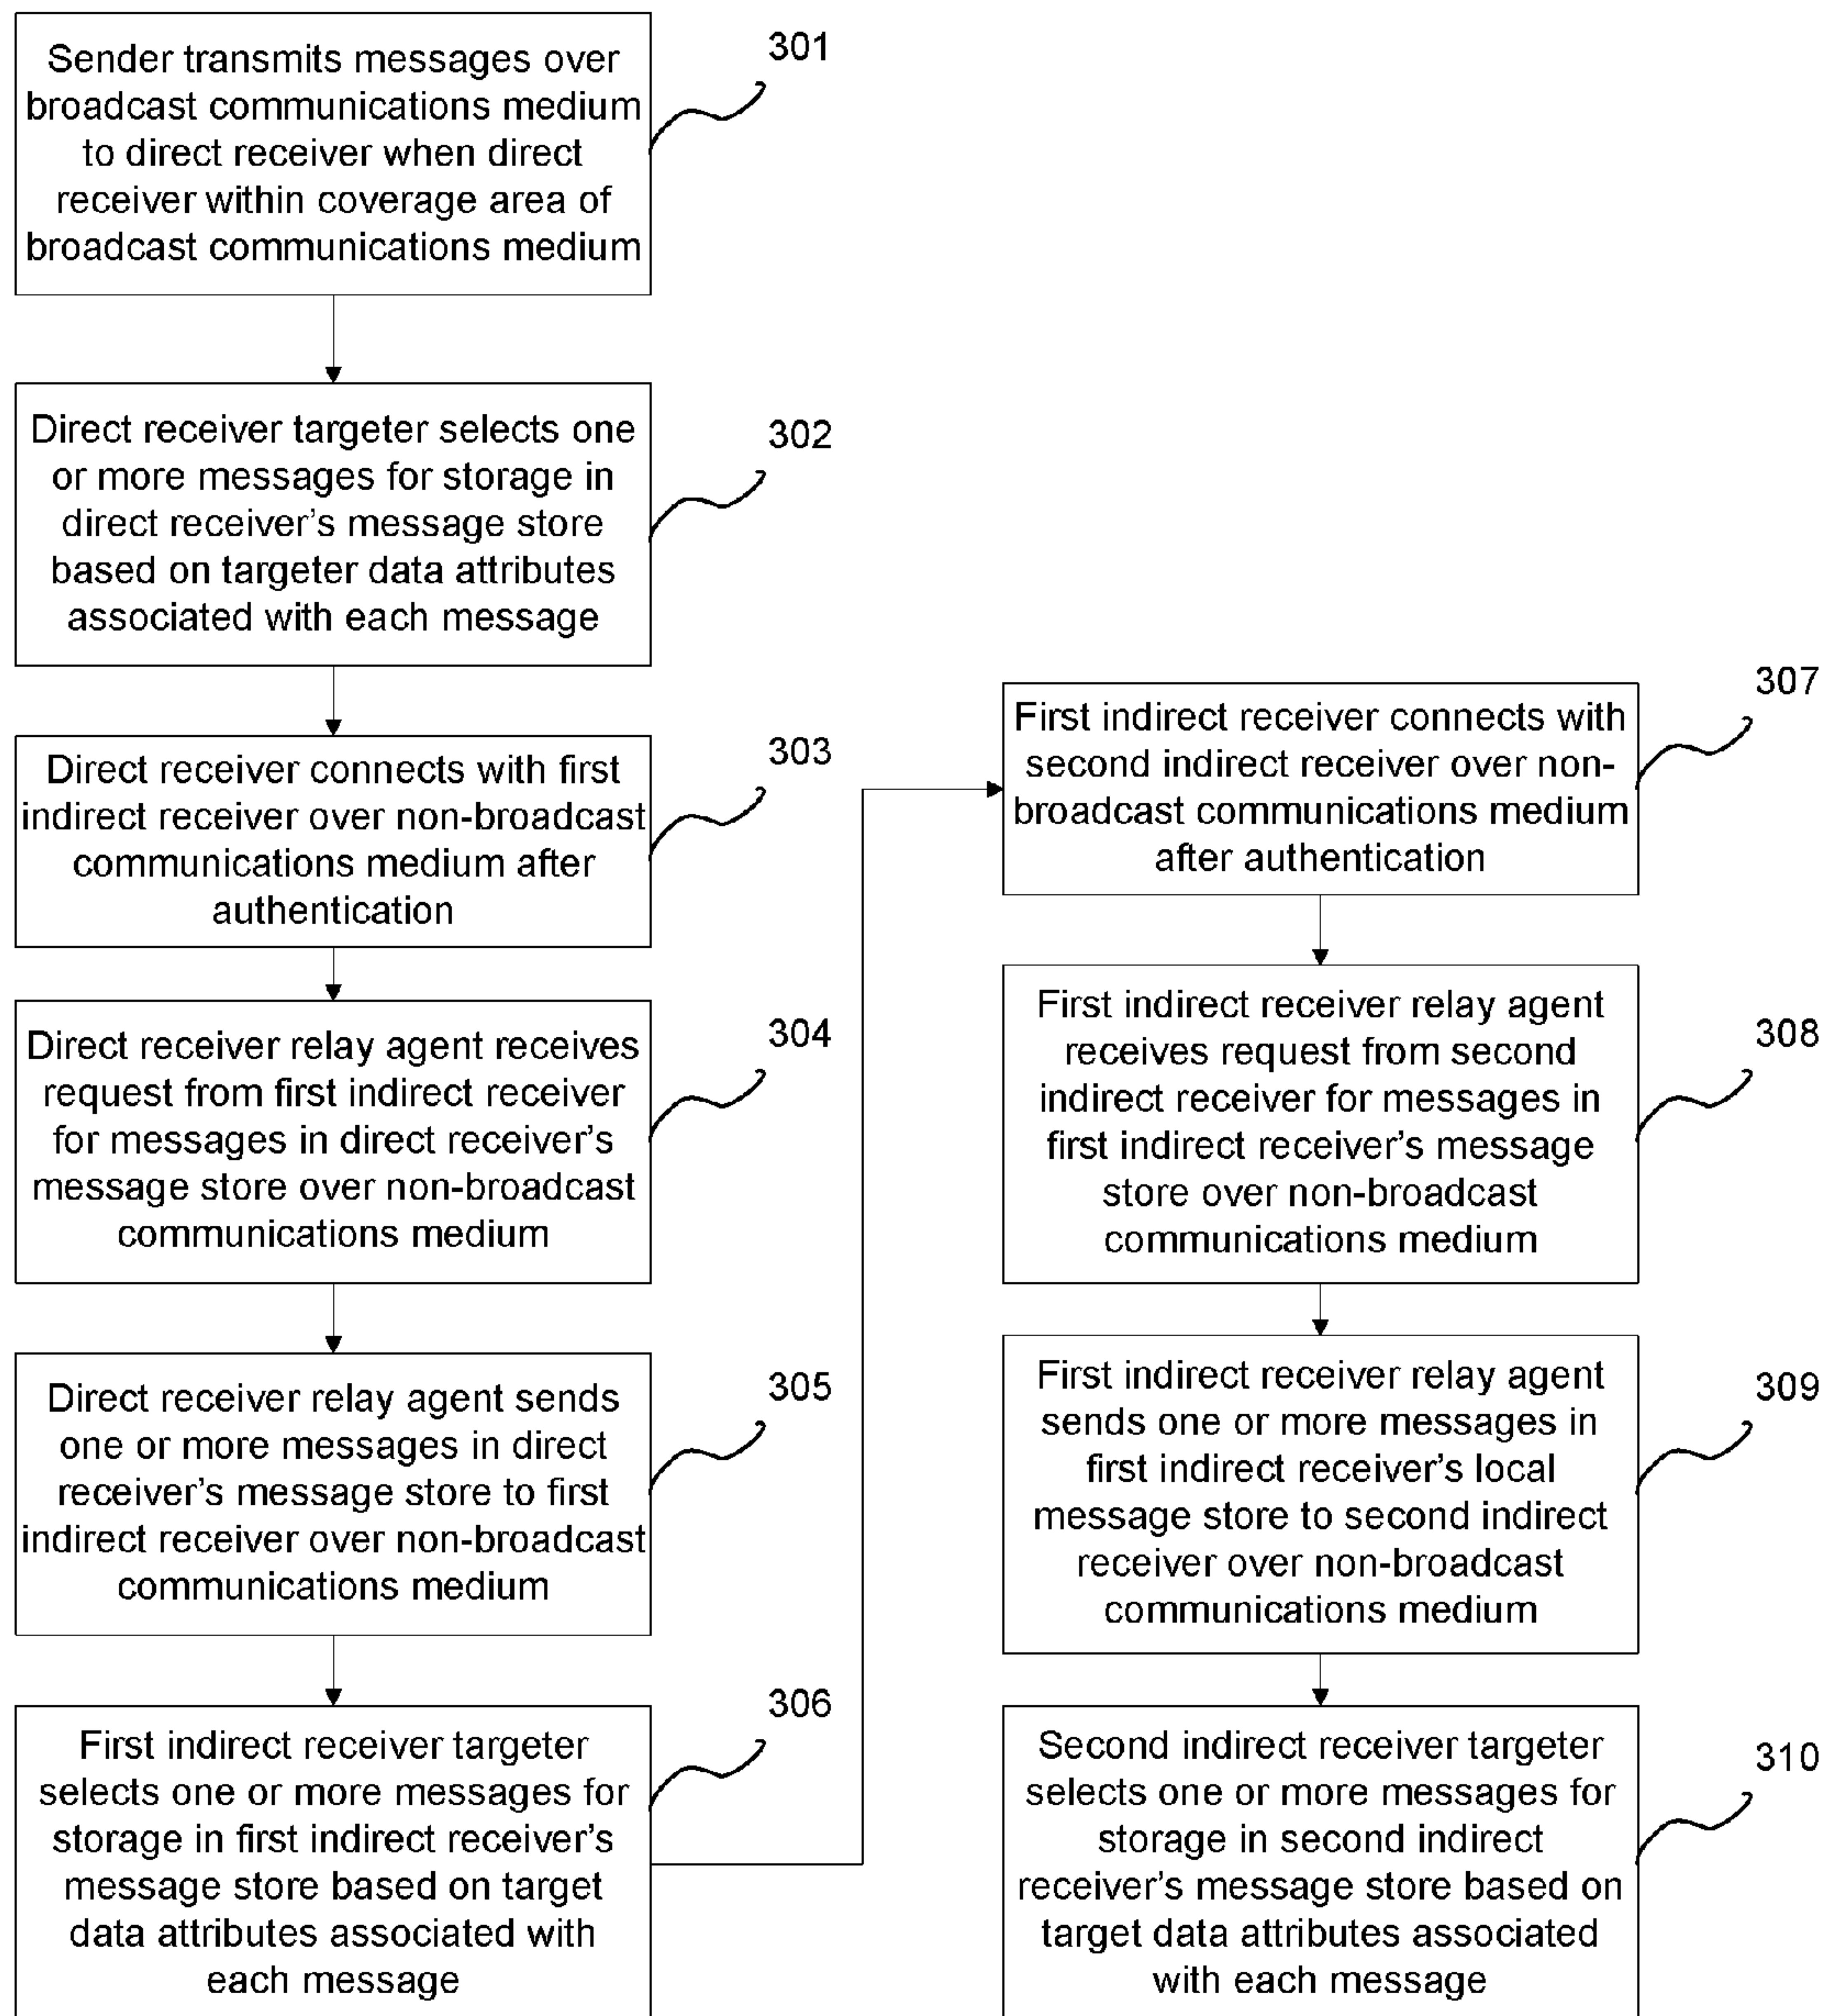 Sender transmits messages over
broadcast communications medium
to direct receiver when direct
receiver within coverage area of
broadcast communications medium
301
Direct receiver targeter selects one
or more messages for storage in
direct receiver's message store
based on targeter data attributes
associated with each message
302
Direct receiver connects with first
indirect receiver over non-broadcast
communications medium after
authentication
303
Direct receiver relay agent receives
request from first indirect receiver
for messages in direct receiver's
message store over non-broadcast
communications medium
304
Direct receiver relay agent sends
one or more messages in direct
receiver's message store to first
indirect receiver over non-broadcast
communications medium
305
First indirect receiver targeter
selects one or more messages for
storage in first indirect receiver's
message store based on target
data attributes associated with
each message
306
First indirect receiver connects with
second indirect receiver over non-
broadcast communications medium
after authentication
307
First indirect receiver relay agent
receives request from second
indirect receiver for messages in
first indirect receiver's message
store over non-broadcast
communications medium
308
First indirect receiver relay agent
sends one or more messages in
first indirect receiver's local
message store to second indirect
receiver over non-broadcast
communications medium
309
Second indirect receiver targeter
selects one or more messages for
storage in second indirect
receiver's message store based on
target data attributes associated
with each message
310